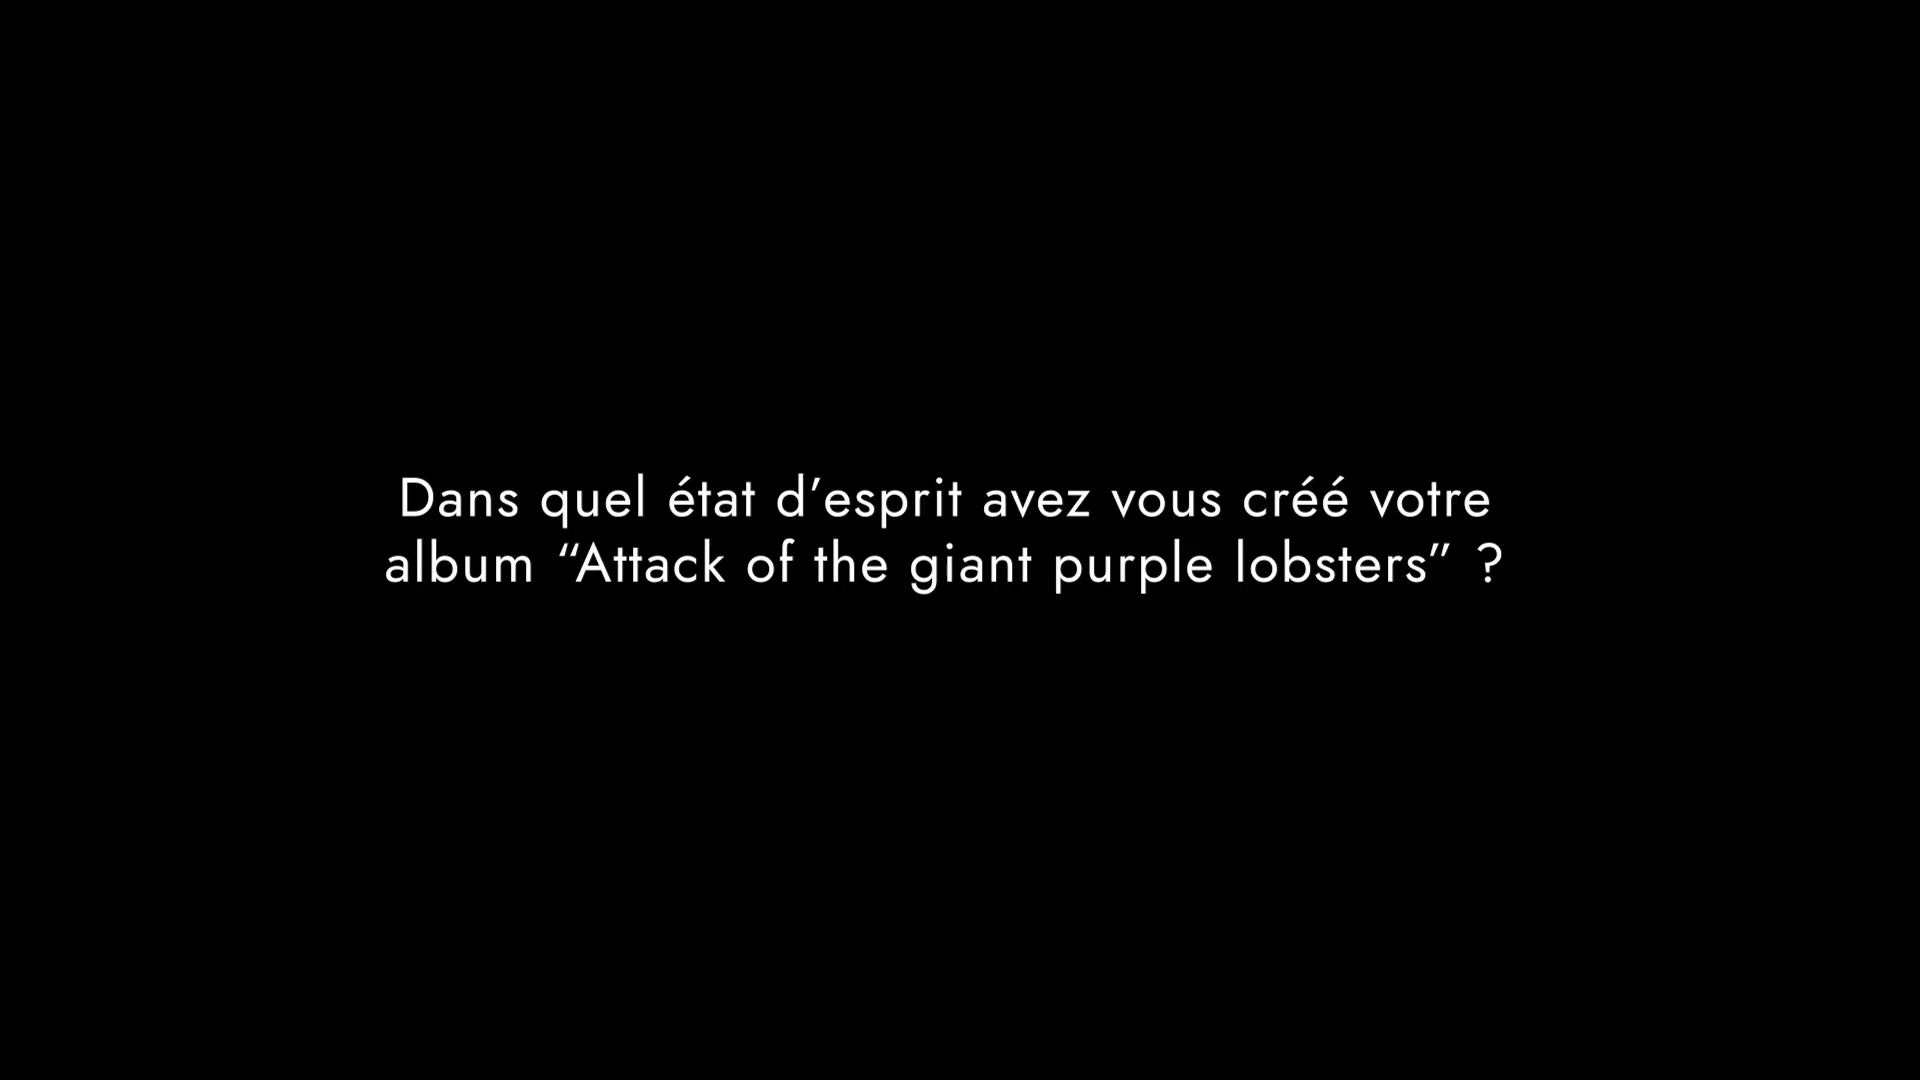 Dans quel état d’esprit avez vous créé votre
album “Attack of the giant purple lobsters” ?